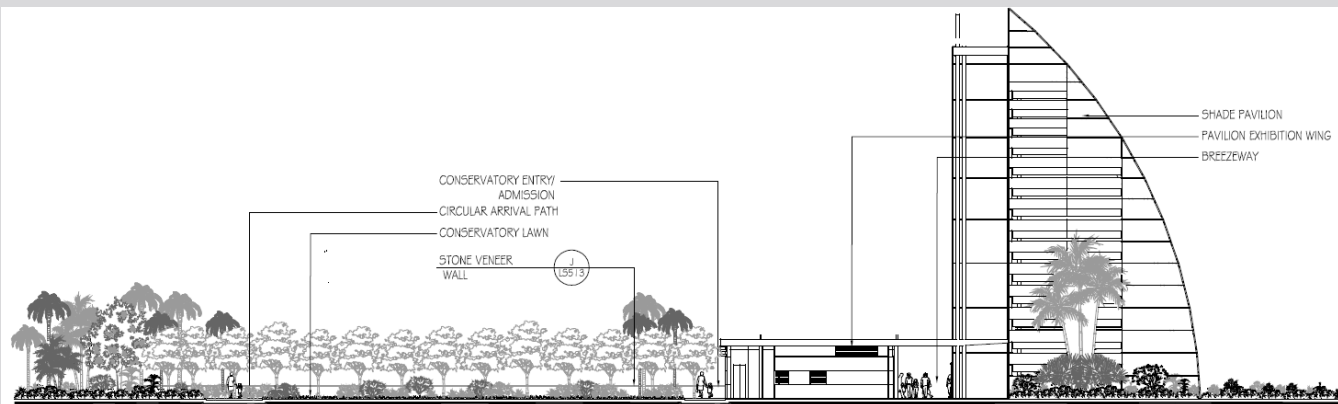 SHADE PAVILION
PAVILION EXHIBITION WING
BREEZEWAY
CONSERVATORY ENTRY/
ADMISSION
CIRCULAR ARRIVAL PATH
CONSERVATORY LAWN
STONE VENEER
WALL
J
L5513